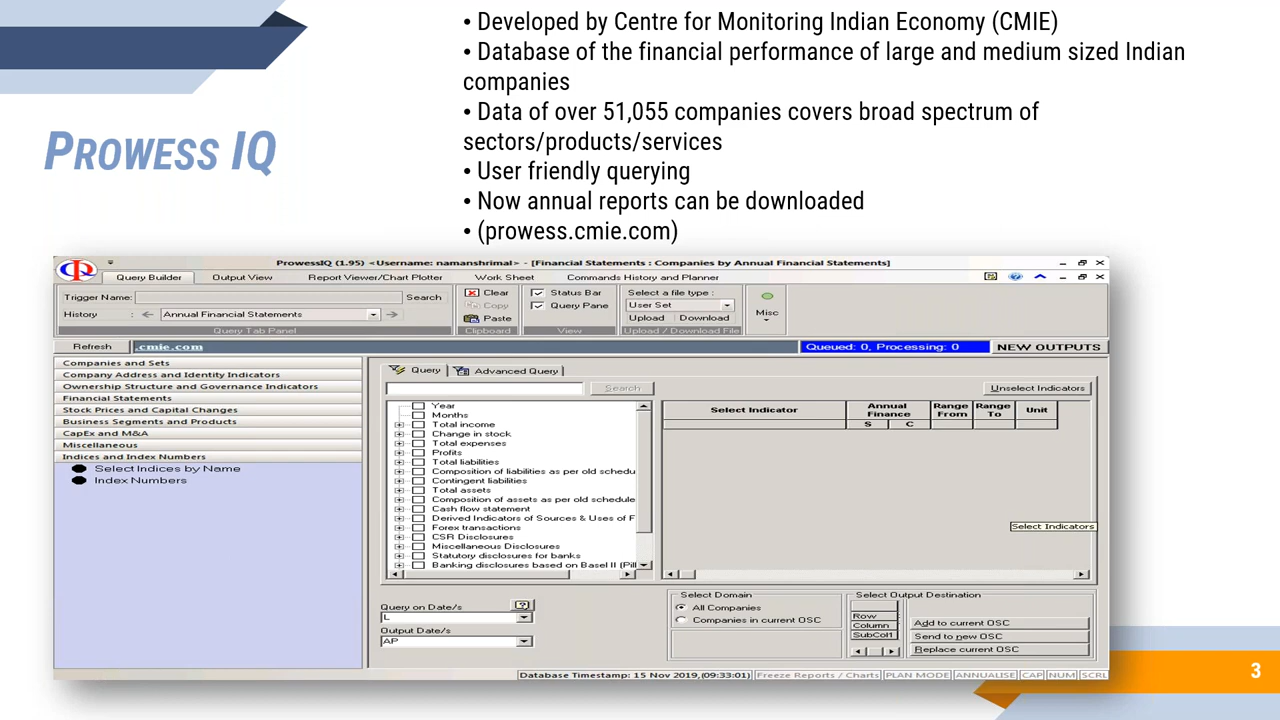 • Developed by Centre for Monitoring Indian Economy (CMIE)
• Database of the financial performance of large and medium sized Indian
companies
• Data of over 51,055 companies covers broad spectrum of
sectors/products/services
• User friendly querying
• Now annual reports can be downloaded
• (prowess.cmie.com)
PROWESS IQ
ProwessIQ (1.95) <Username: namanshrimal> - [Financial Statements : Companies by Annual Financial Statements]
Query Builder Output View Report Viewer/Chart Plotter Work Sheet Commands History and Planner
Trigger Name: Search
History : Annual Financial Statements
Query Tab Panel
Clear
Copy
Paste
Clipboard
Status Bar
Query Pane
View
Select a file type :
User Set
Upload Download
Upload / Download File
Misc
Refresh .cmie.com Queued: 0, Processing: 0 NEW OUTPUTS
Companies and Sets
Company Address and Identity Indicators
Ownership Structure and Governance Indicators
Financial Statements
Stock Prices and Capital Changes
Business Segments and Products
CapEx and M&A
Miscellaneous
Indices and Index Numbers
Select Indices by Name
Index Numbers
Query Advanced Query
Search
Unselect Indicators
Year
Months
Total income
Change in stock
Total expenses
Profits
Total liabilities
Composition of liabilities as per old schedu
Contingent liabilities
Total assets
Composition of assets as per old schedule
Cash flow statement
Derived Indicators of Sources & Uses of F
Forex transactions
CSR Disclosures
Miscellaneous Disclosures
Statutory disclosures for banks
Banking disclosures based on Basel II (Pill
Select Indicator
Annual
Finance
S C
Range
From
Range
To
Unit
Select Indicators
Query on Date/s
L
Output Date/s
AP
Select Domain
All Companies
Companies in current OSC
Select Output Destination
Row
Column
SubCol1
Add to current OSC
Send to new OSC
Replace current OSC
Database Timestamp: 15 Nov 2019,(09:33:01) Freeze Reports / Charts PLAN MODE ANNUALISE CAP NUM SCRL
3